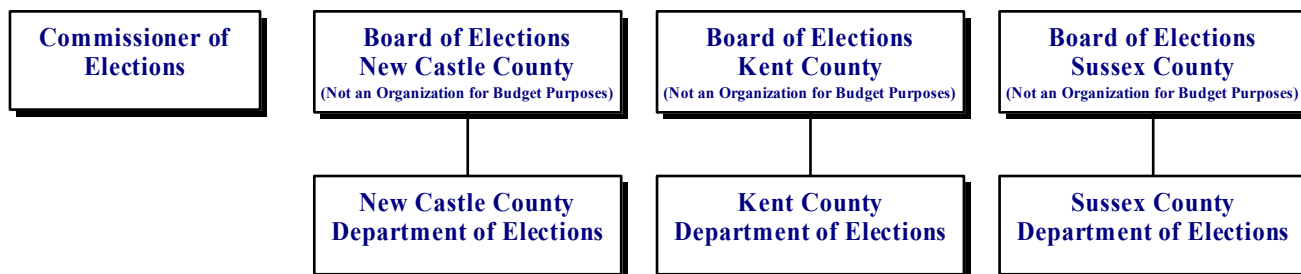 Commissioner of
Elections
Board of Elections
New Castle County
(Not an Organization for Budget Purposes)
Board of Elections
Kent County
(Not an Organization for Budget Purposes)
Board of Elections
Sussex County
(Not an Organization for Budget Purposes)
New Castle County
Department of Elections
Kent County
Department of Elections
Sussex County
Department of Elections